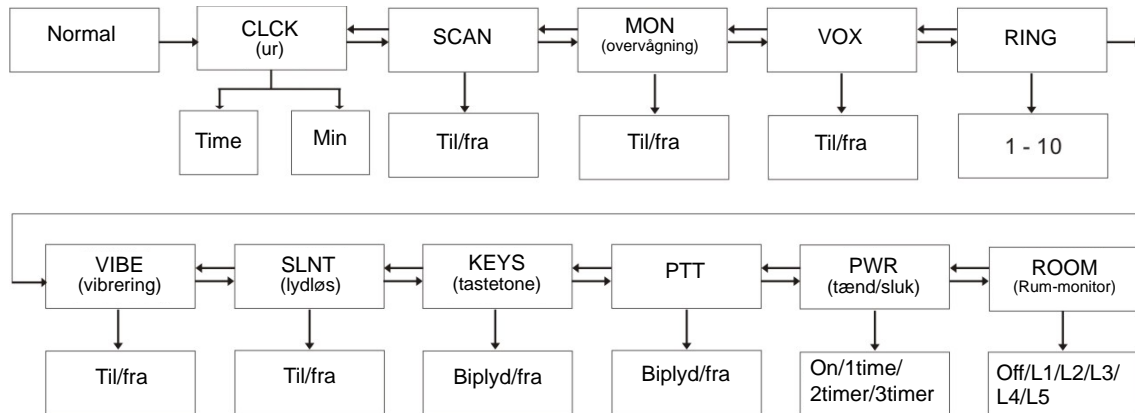 Normal
CLCK
(ur)
SCAN
MON
(overvågning)
VOX
RING
Time
Min
Til/fra
Til/fra
Til/fra
1 - 10
VIBE
(vibrering)
SLNT
(lydløs)
KEYS
(tastetone)
PTT
PWR
(tænd/sluk)
ROOM
(Rum-monitor)
Til/fra
Til/fra
Biplyd/fra
Biplyd/fra
On/1time/
2timer/3timer
Off/L1/L2/L3/
L4/L5